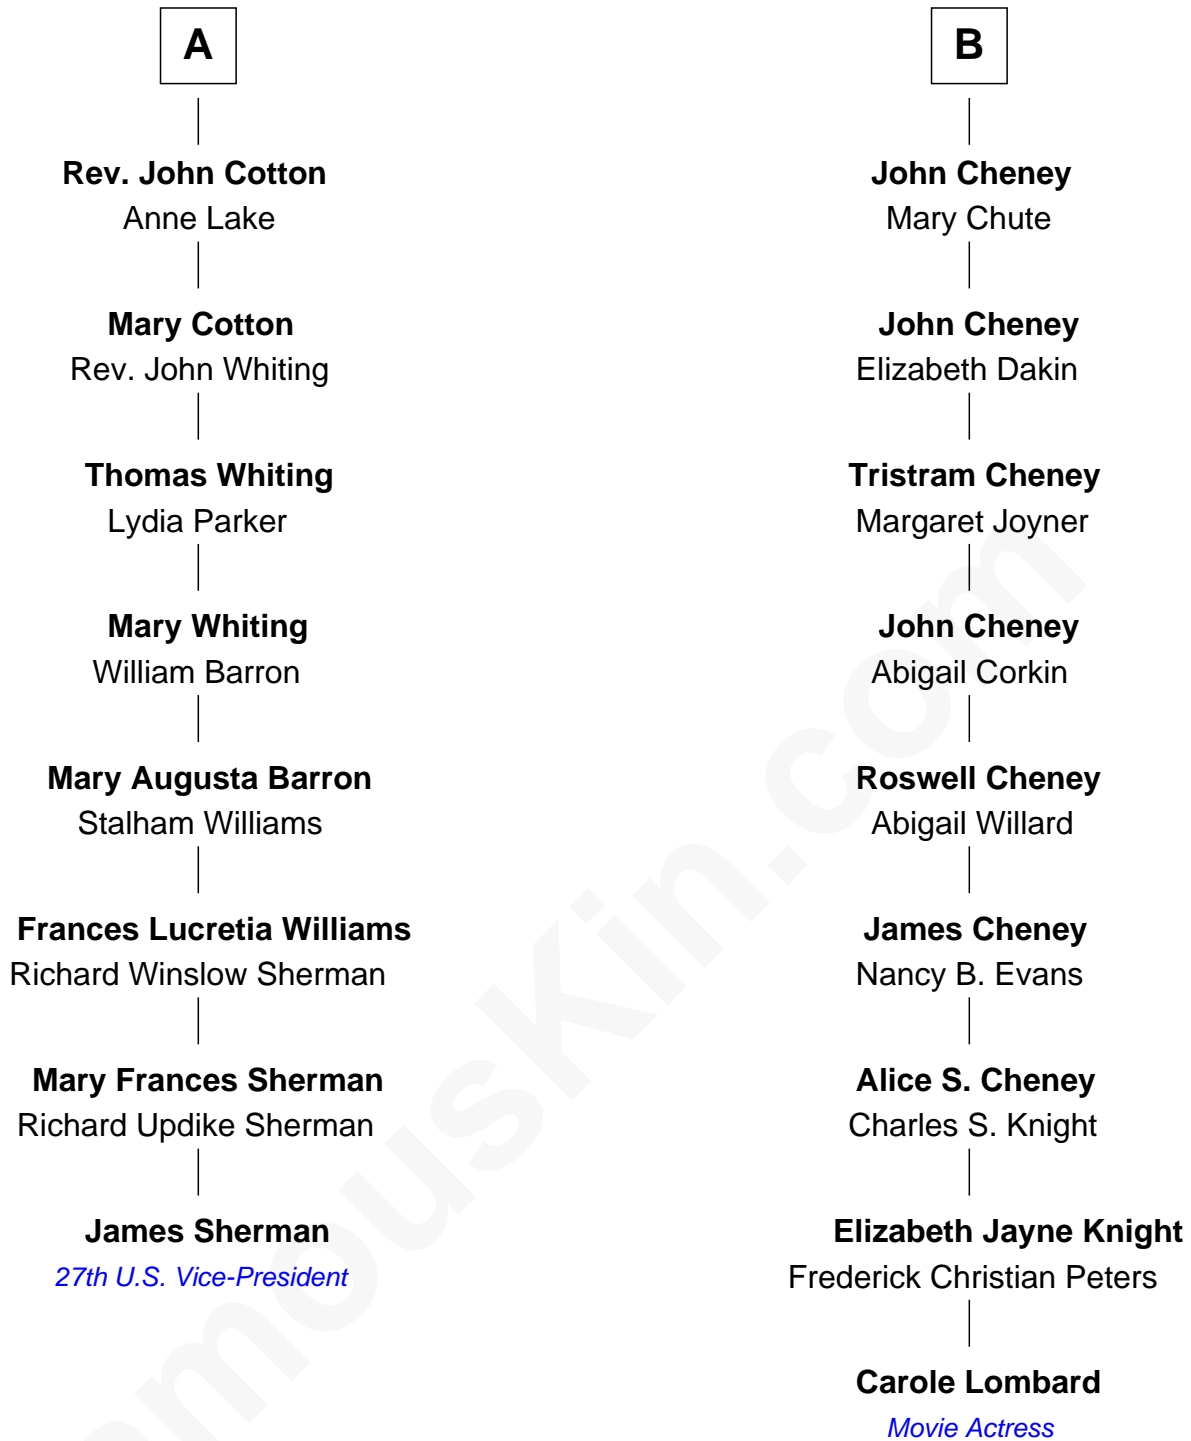 A
Rev. John Cotton
Anne Lake
Mary Cotton
Rev. John Whiting
Thomas Whiting
Lydia Parker
Mary Whiting
William Barron
Mary Augusta Barron
Stalham Williams
Frances Lucretia Williams
Richard Winslow Sherman
Mary Frances Sherman
Richard Updike Sherman
James Sherman
27th U.S. Vice-President
B
John Cheney
Mary Chute
John Cheney
Elizabeth Dakin
Tristram Cheney
Margaret Joyner
John Cheney
Abigail Corkin
Roswell Cheney
Abigail Willard
James Cheney
Nancy B. Evans
Alice S. Cheney
Charles S. Knight
Elizabeth Jayne Knight
Frederick Christian Peters
Carole Lombard
Movie Actress
amousKin.com